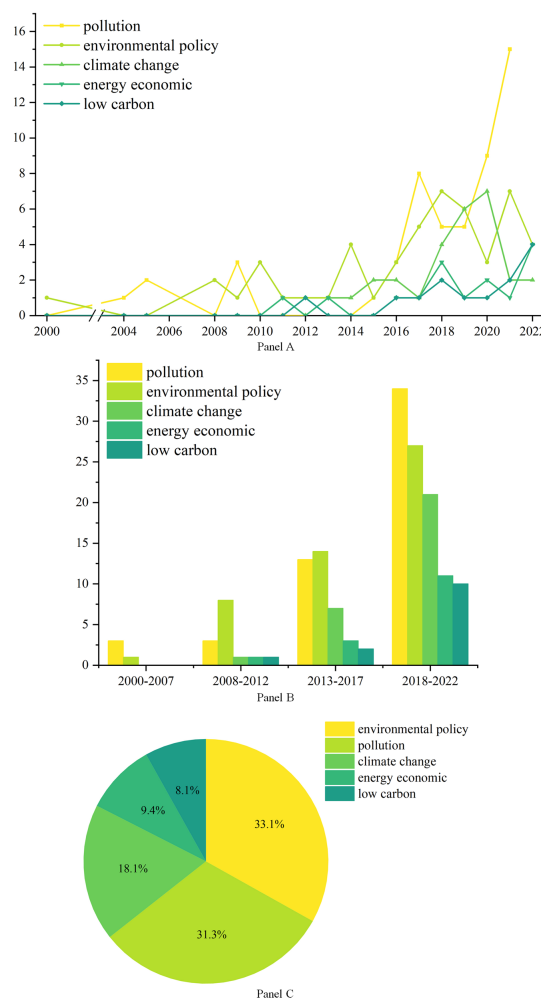 16
14
12
10
8
6
4
2
0
pollution
environmental policy
climate change
energy economic
low carbon
2000 2004 2006 2008 2010 2012 2014 2016 2018 2020 2022
Panel A
35
30
25
20
15
10
5
0
pollution
environmental policy
climate change
energy economic
low carbon
2000-2007 2008-2012 2013-2017 2018-2022
Panel B
environmental policy
pollution
climate change
energy economic
low carbon
8.1%
9.4%
33.1%
18.1%
31.3%
Panel C